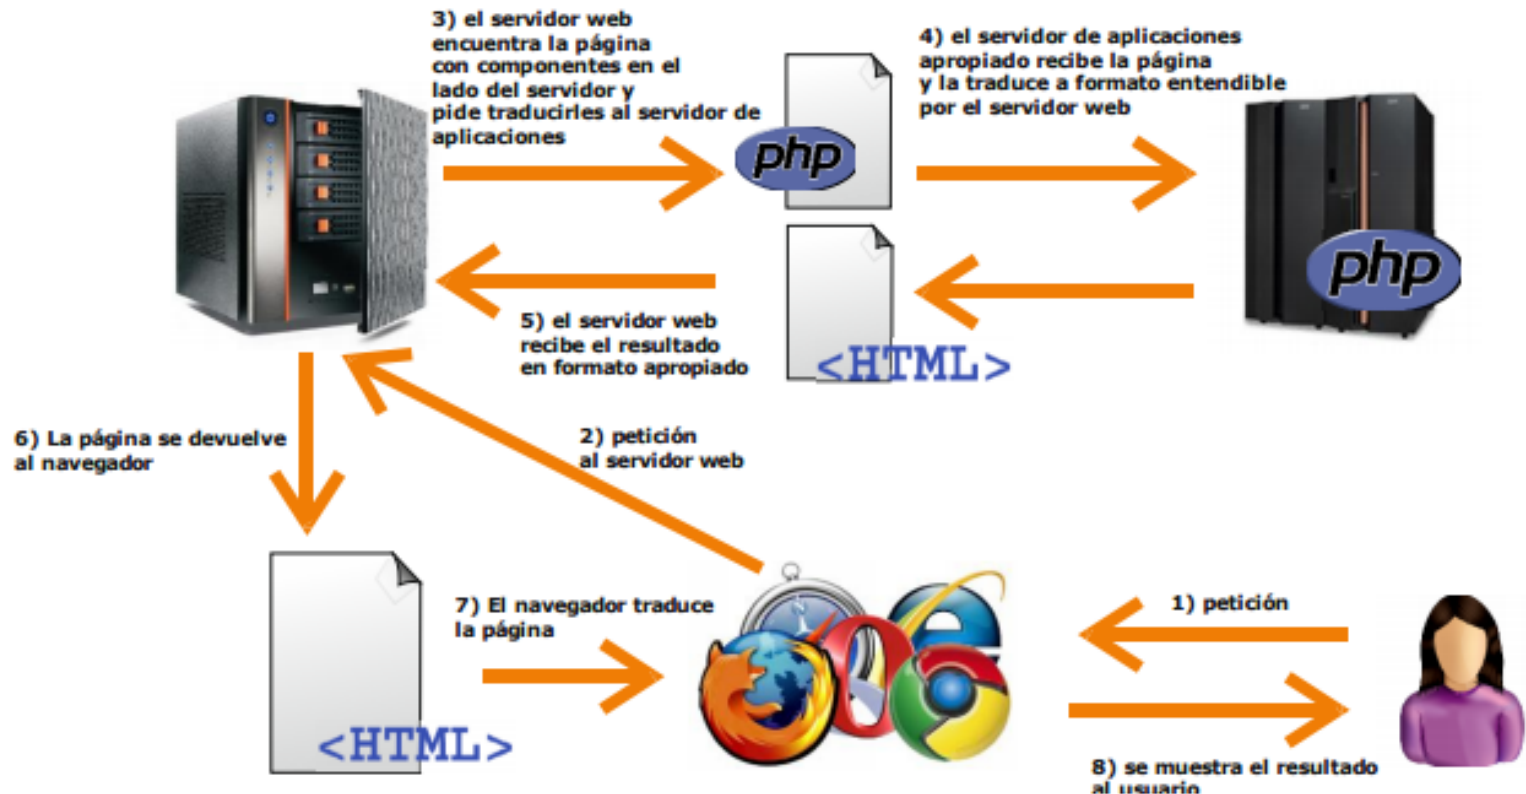 3) el servidor web
encuentra la página
con componentes en el
lado del servidor y
pide traducirles al servidor de
aplicaciones
4) el servidor de aplicaciones
apropiado recibe la página
y la traduce a formato entendible
por el servidor web
php
php
5) el servidor web
recibe el resultado
en formato apropiado
<HTML>
6) La página se devuelve
al navegador
2) petición
al servidor web
7) El navegador traduce
la página
1) petición
<HTML>
8) se muestra el resultado
al usuario